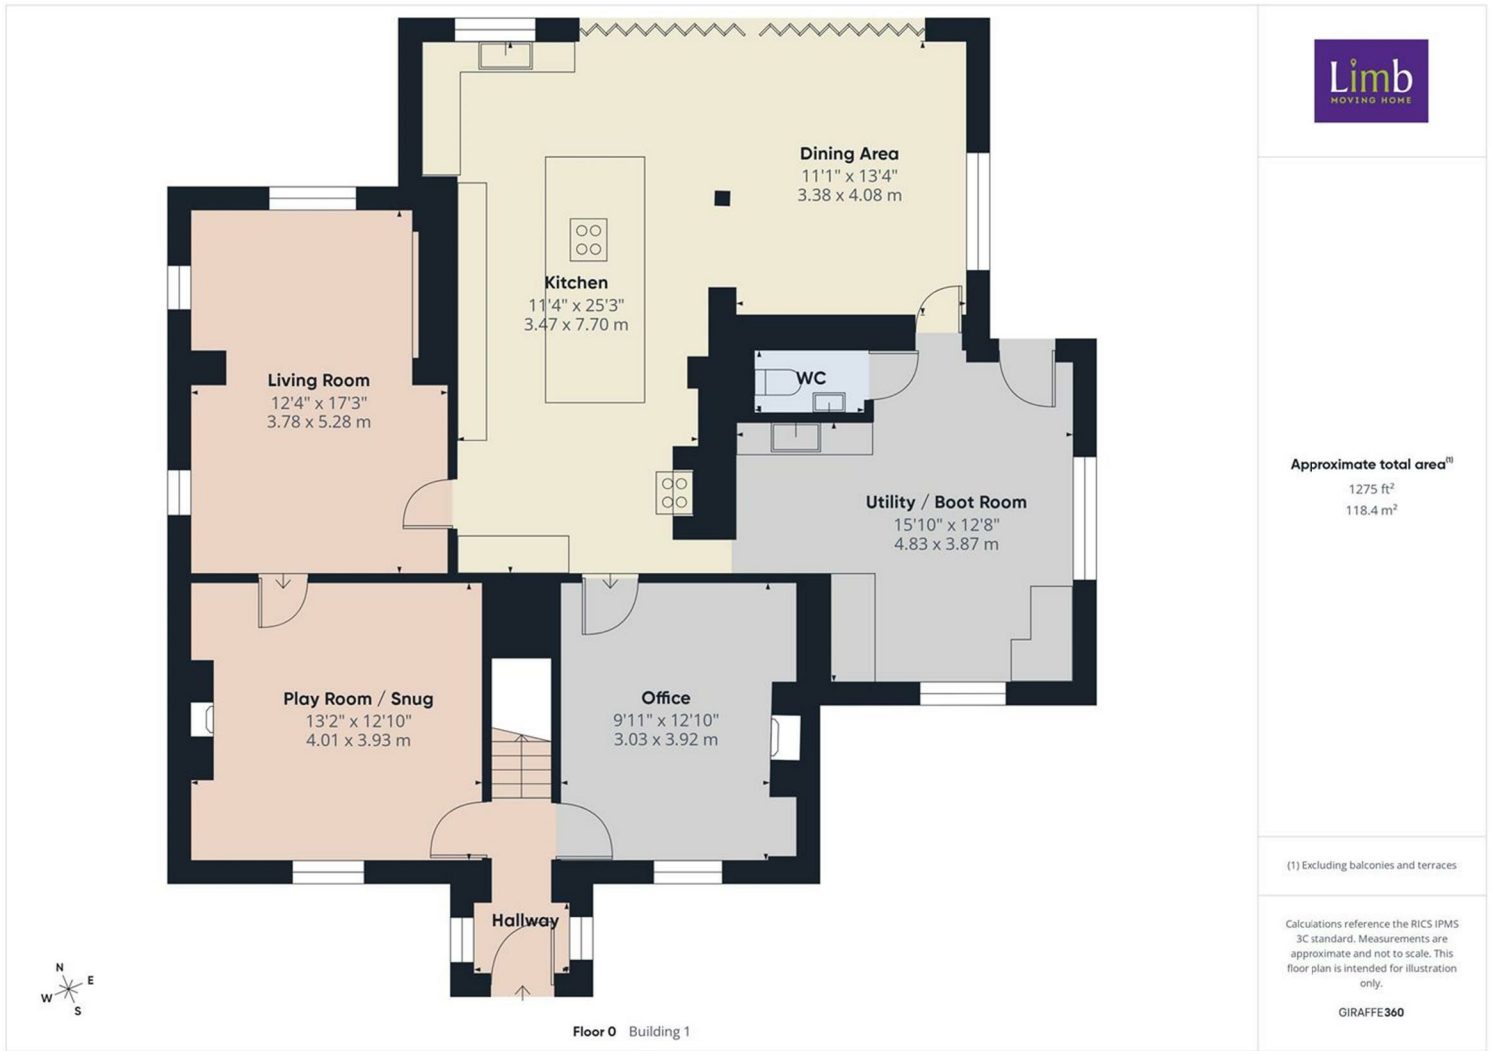 Limb
MOVING HOME
Dining Area
11'1" x 13'4"
3.38 x 4.08 m
Kitchen
11'4" x 25'3"
3.47 x 7.70 m
Living Room
12'4" x 17'3"
3.78 x 5.28 m
WC
Utility / Boot Room
15'10" x 12'8"
4.83 x 3.87 m
Play Room / Snug
13'2" x 12'10"
4.01 x 3.93 m
Office
9'11" x 12'10"
3.03 x 3.92 m
Hallway
N
E
W
S
Floor 0 Building 1
Approximate total area(1)
1275 ft²
118.4 m²
(1) Excluding balconies and terraces
Calculations reference the RICS IPMS
3C standard. Measurements are
approximate and not to scale. This
floor plan is intended for illustration
only.
GIRAFFE360